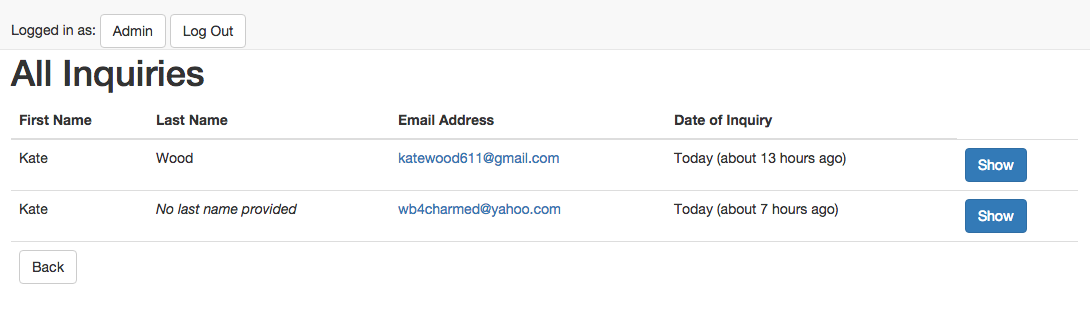 Logged in as: Admin Log Out
All Inquiries
First Name Last Name Email Address Date of Inquiry
Kate Wood katewood611@gmail.com Today (about 13 hours ago) Show
Kate No last name provided wb4charmed@yahoo.com Today (about 7 hours ago) Show
Back